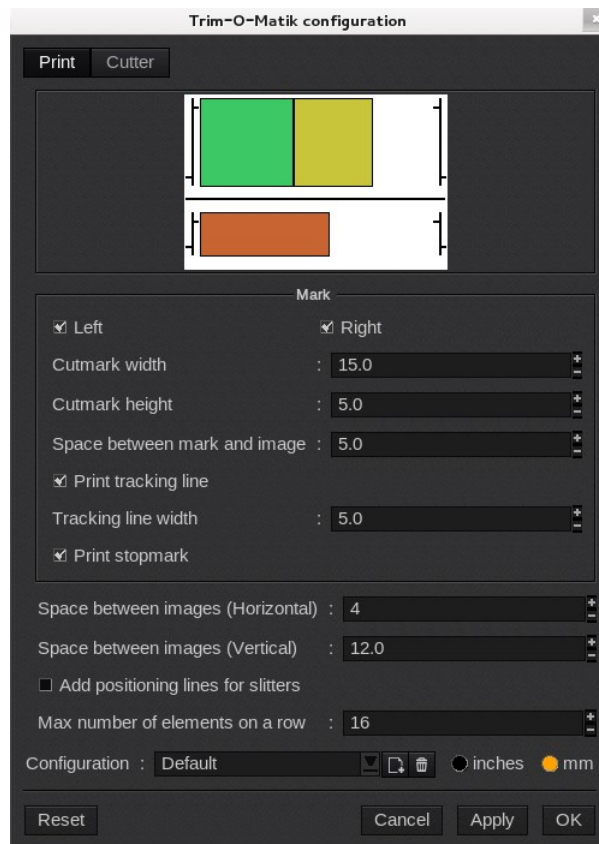 Trim-O-Matik configuration
Print Cutter
Mark
Left Right
Cutmark width : 15.0
Cutmark height : 5.0
Space between mark and image : 5.0
Print tracking line
Tracking line width : 5.0
Print stopmark
Space between images (Horizontal) : 4
Space between images (Vertical) : 12.0
Add positioning lines for slitters
Max number of elements on a row : 16
Configuration : Default inches mm
Reset Cancel Apply OK